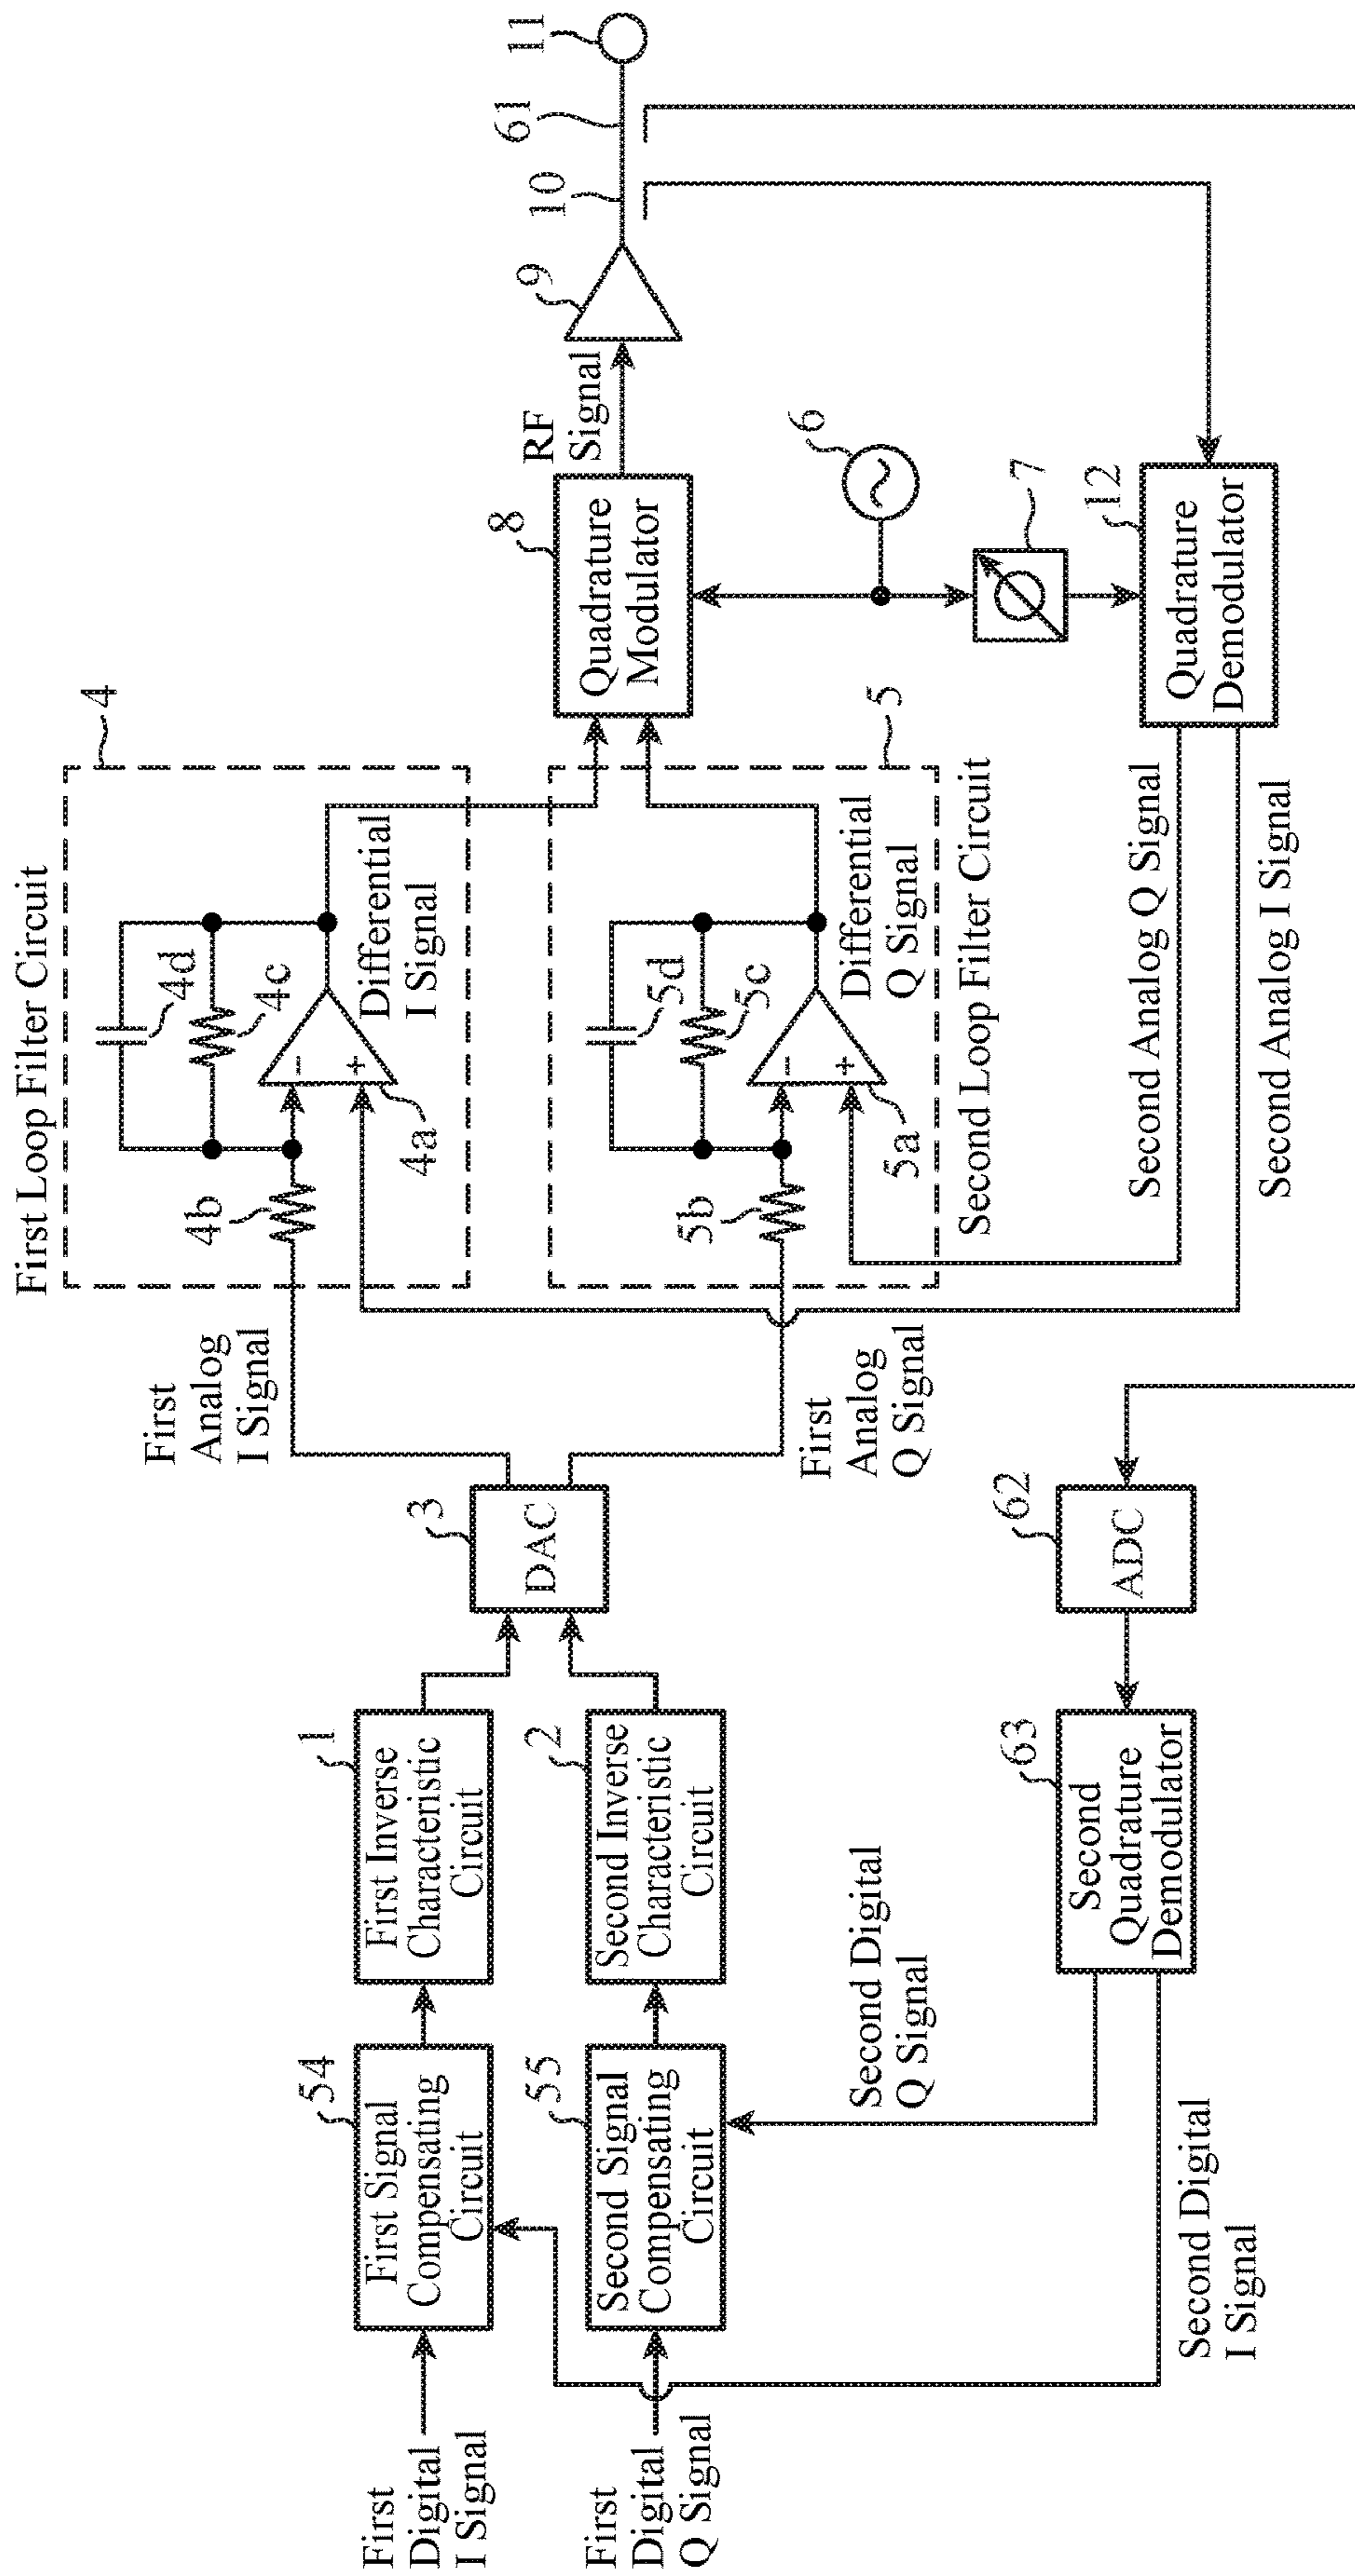 First Loop Filter Circuit
4
4d
4c
4b
4a
-
+
Differential
I Signal
First
Analog
I Signal
First
Analog
Q Signal
5
5d
5c
5b
5a
-
+
Differential
Q Signal
Second Loop Filter Circuit
8
Quadrature
Modulator
RF
Signal
9
10
61
11
6
7
12
Quadrature
Demodulator
Second Analog Q Signal
Second Analog I Signal
3
DAC
1
First Inverse
Characteristic
Circuit
2
Second Inverse
Characteristic
Circuit
54
First Signal
Compensating
Circuit
55
Second Signal
Compensating
Circuit
First
Digital
I Signal
First
Digital
Q Signal
62
ADC
63
Second
Quadrature
Demodulator
Second Digital
Q Signal
Second Digital
I Signal